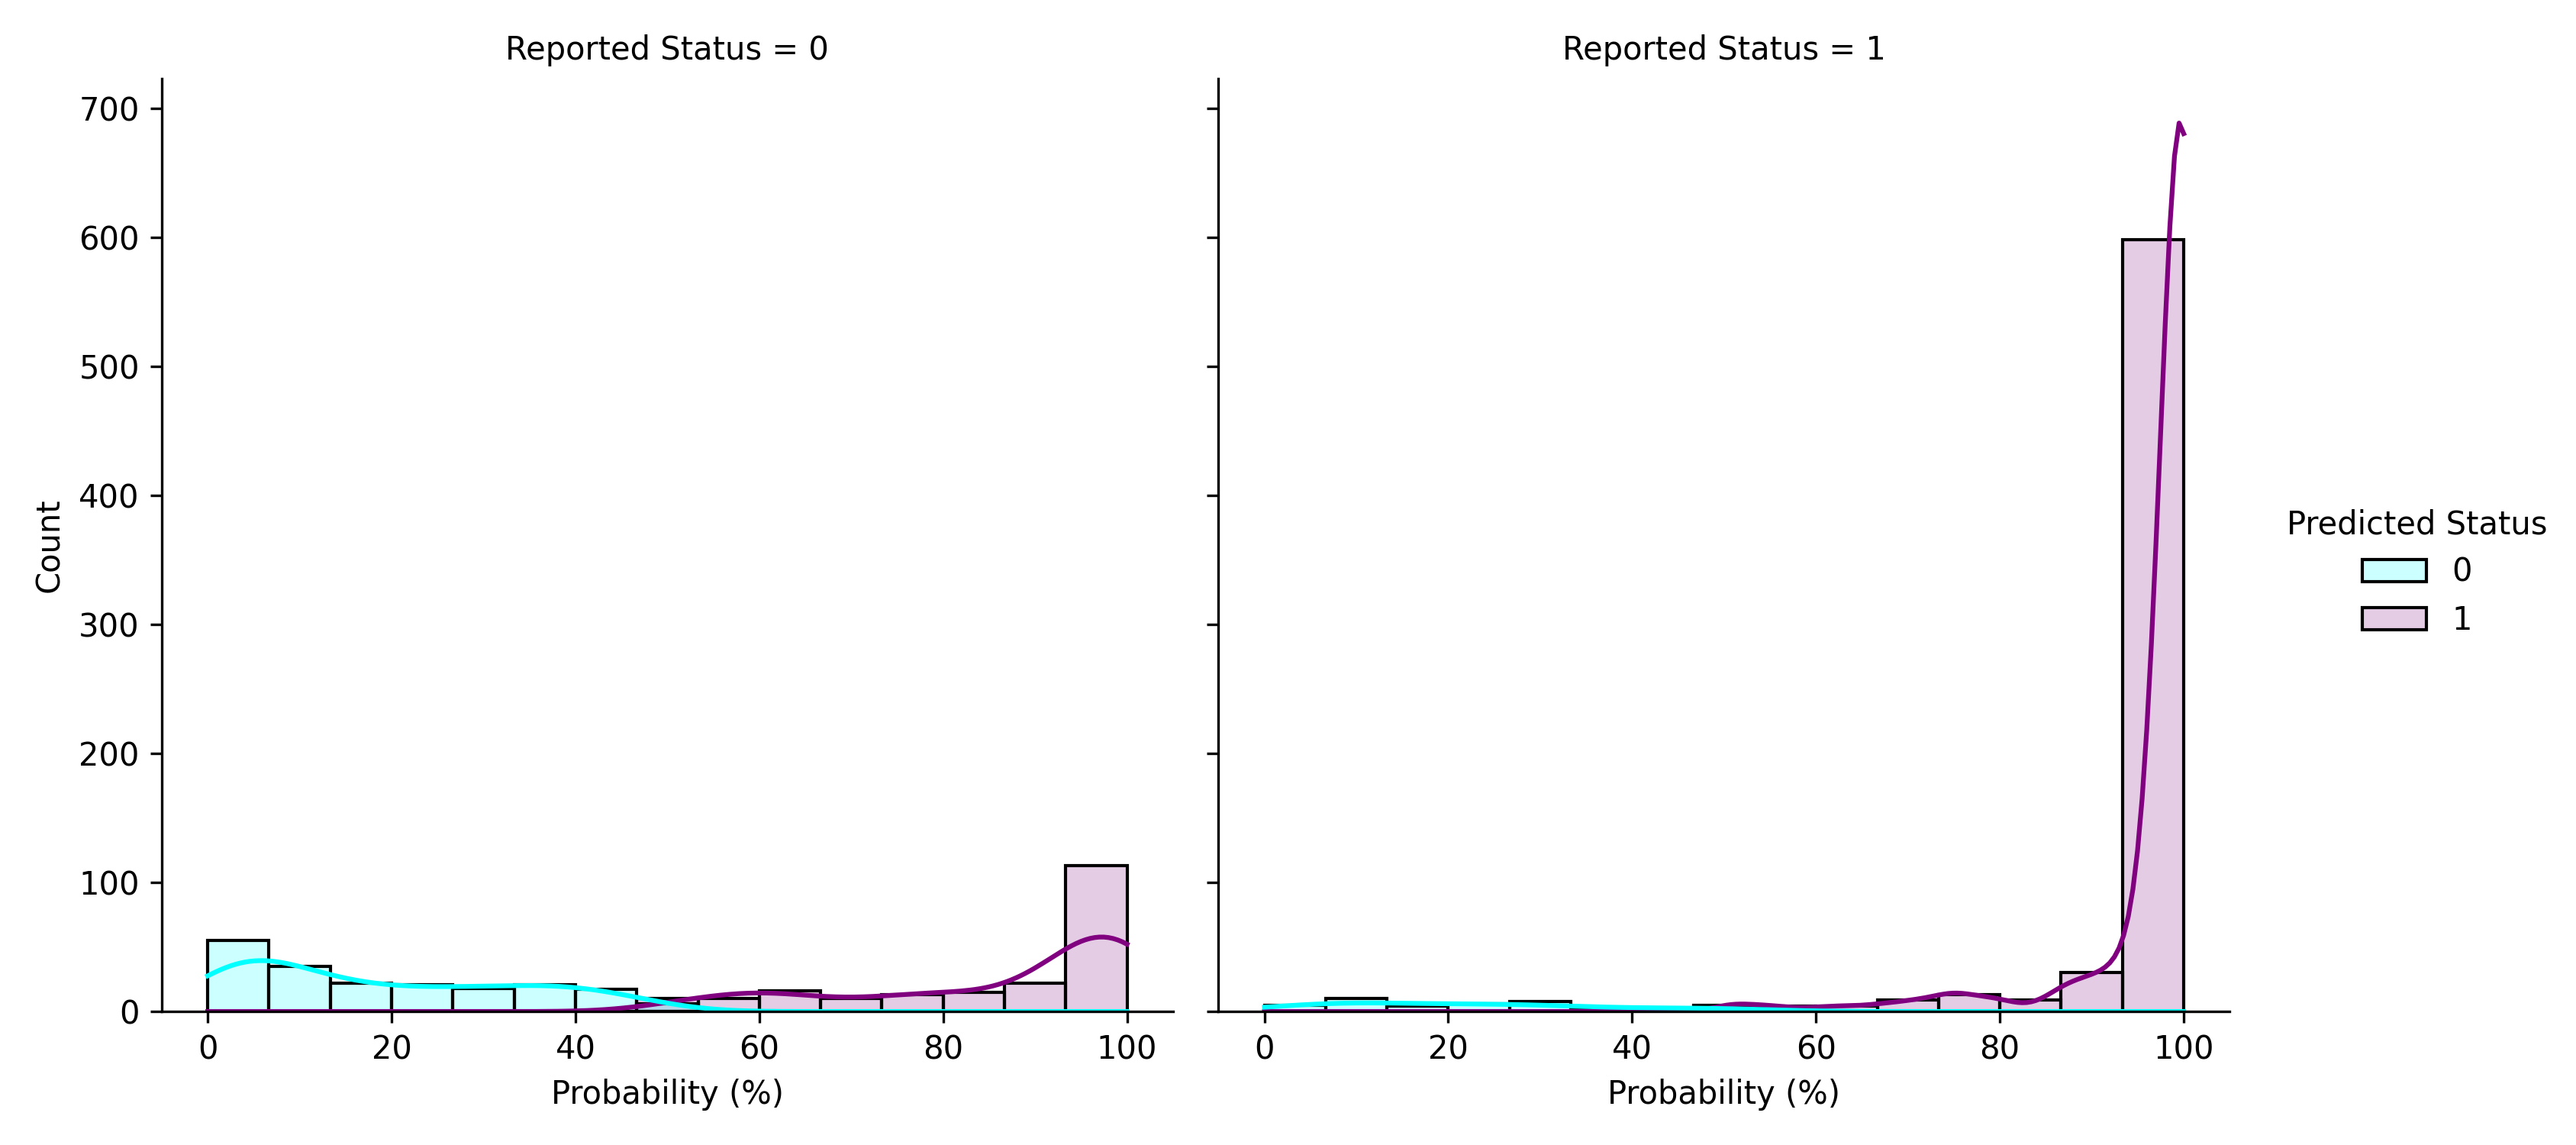 Reported Status = 0
Reported Status = 1
700
600
500
400
300
200
100
0
Count
0 20 40 60 80 100
0 20 40 60 80 100
Probability (%)
Probability (%)
Predicted Status
0
1